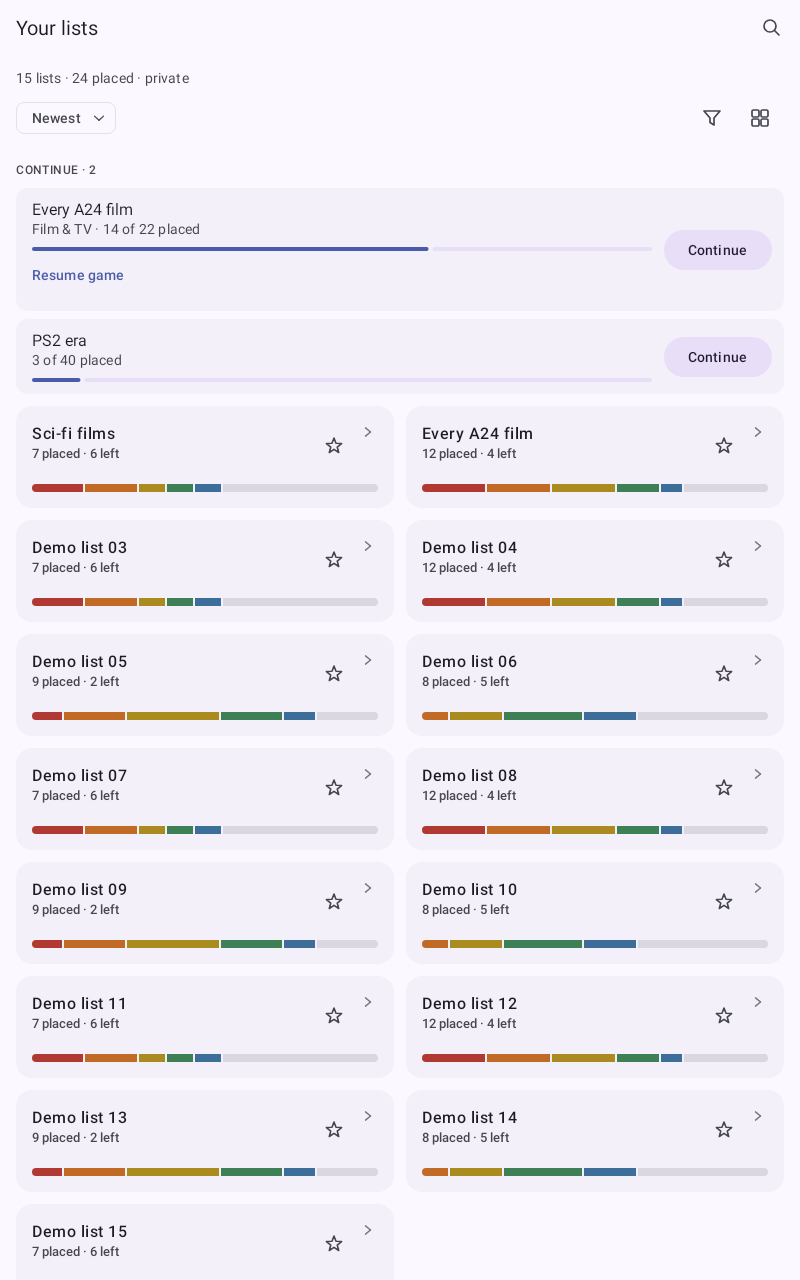 Your lists
15 lists · 24 placed · private
Newest
CONTINUE · 2
Every A24 film
Film & TV · 14 of 22 placed
Continue
Resume game
PS2 era
3 of 40 placed
Continue
Sci-fi films
7 placed · 6 left
Every A24 film
12 placed · 4 left
Demo list 03
7 placed · 6 left
Demo list 04
12 placed · 4 left
Demo list 05
9 placed · 2 left
Demo list 06
8 placed · 5 left
Demo list 07
7 placed · 6 left
Demo list 08
12 placed · 4 left
Demo list 09
9 placed · 2 left
Demo list 10
8 placed · 5 left
Demo list 11
7 placed · 6 left
Demo list 12
12 placed · 4 left
Demo list 13
9 placed · 2 left
Demo list 14
8 placed · 5 left
Demo list 15
7 placed · 6 left